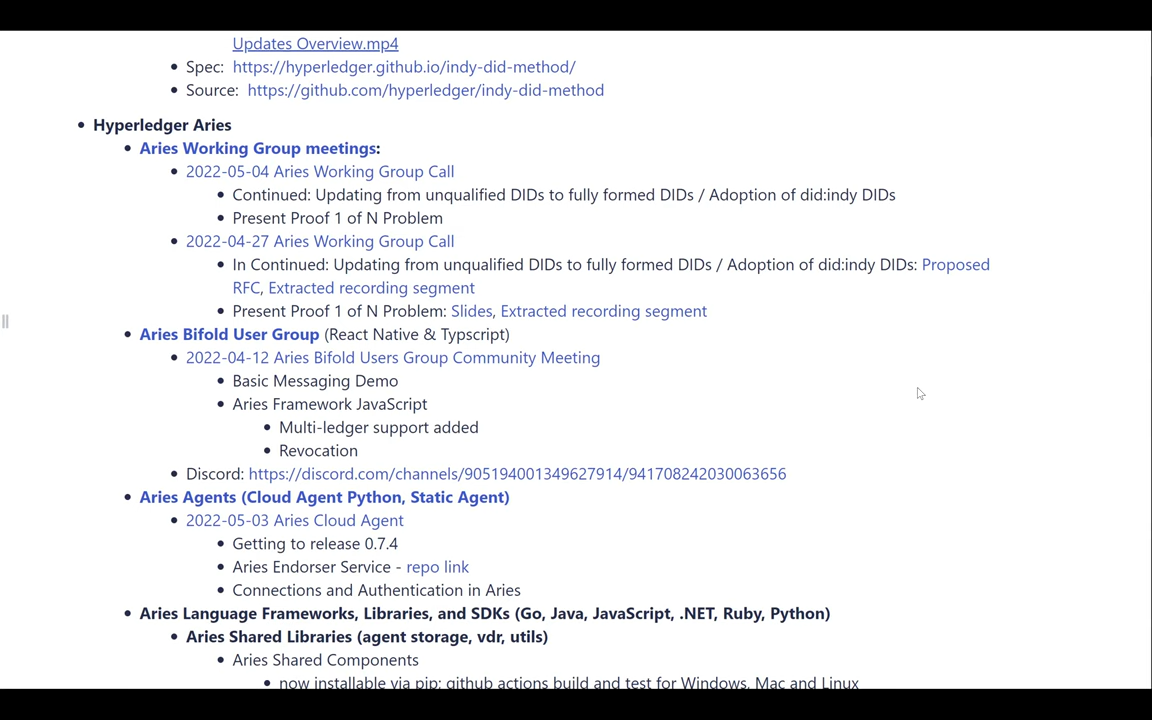 Updates Overview.mp4
Spec: https://hyperledger.github.io/indy-did-method/
Source: https://github.com/hyperledger/indy-did-method
Hyperledger Aries
Aries Working Group meetings:
2022-05-04 Aries Working Group Call
Continued: Updating from unqualified DIDs to fully formed DIDs / Adoption of did:indy DIDs
Present Proof 1 of N Problem
2022-04-27 Aries Working Group Call
In Continued: Updating from unqualified DIDs to fully formed DIDs / Adoption of did:indy DIDs: Proposed
RFC, Extracted recording segment
Present Proof 1 of N Problem: Slides, Extracted recording segment
Aries Bifold User Group (React Native & Typscript)
2022-04-12 Aries Bifold Users Group Community Meeting
Basic Messaging Demo
Aries Framework JavaScript
Multi-ledger support added
Revocation
Discord: https://discord.com/channels/905194001349627914/941708242030063656
Aries Agents (Cloud Agent Python, Static Agent)
2022-05-03 Aries Cloud Agent
Getting to release 0.7.4
Aries Endorser Service - repo link
Connections and Authentication in Aries
Aries Language Frameworks, Libraries, and SDKs (Go, Java, JavaScript, .NET, Ruby, Python)
Aries Shared Libraries (agent storage, vdr, utils)
Aries Shared Components
now installable via pip; github actions build and test for Windows, Mac and Linux